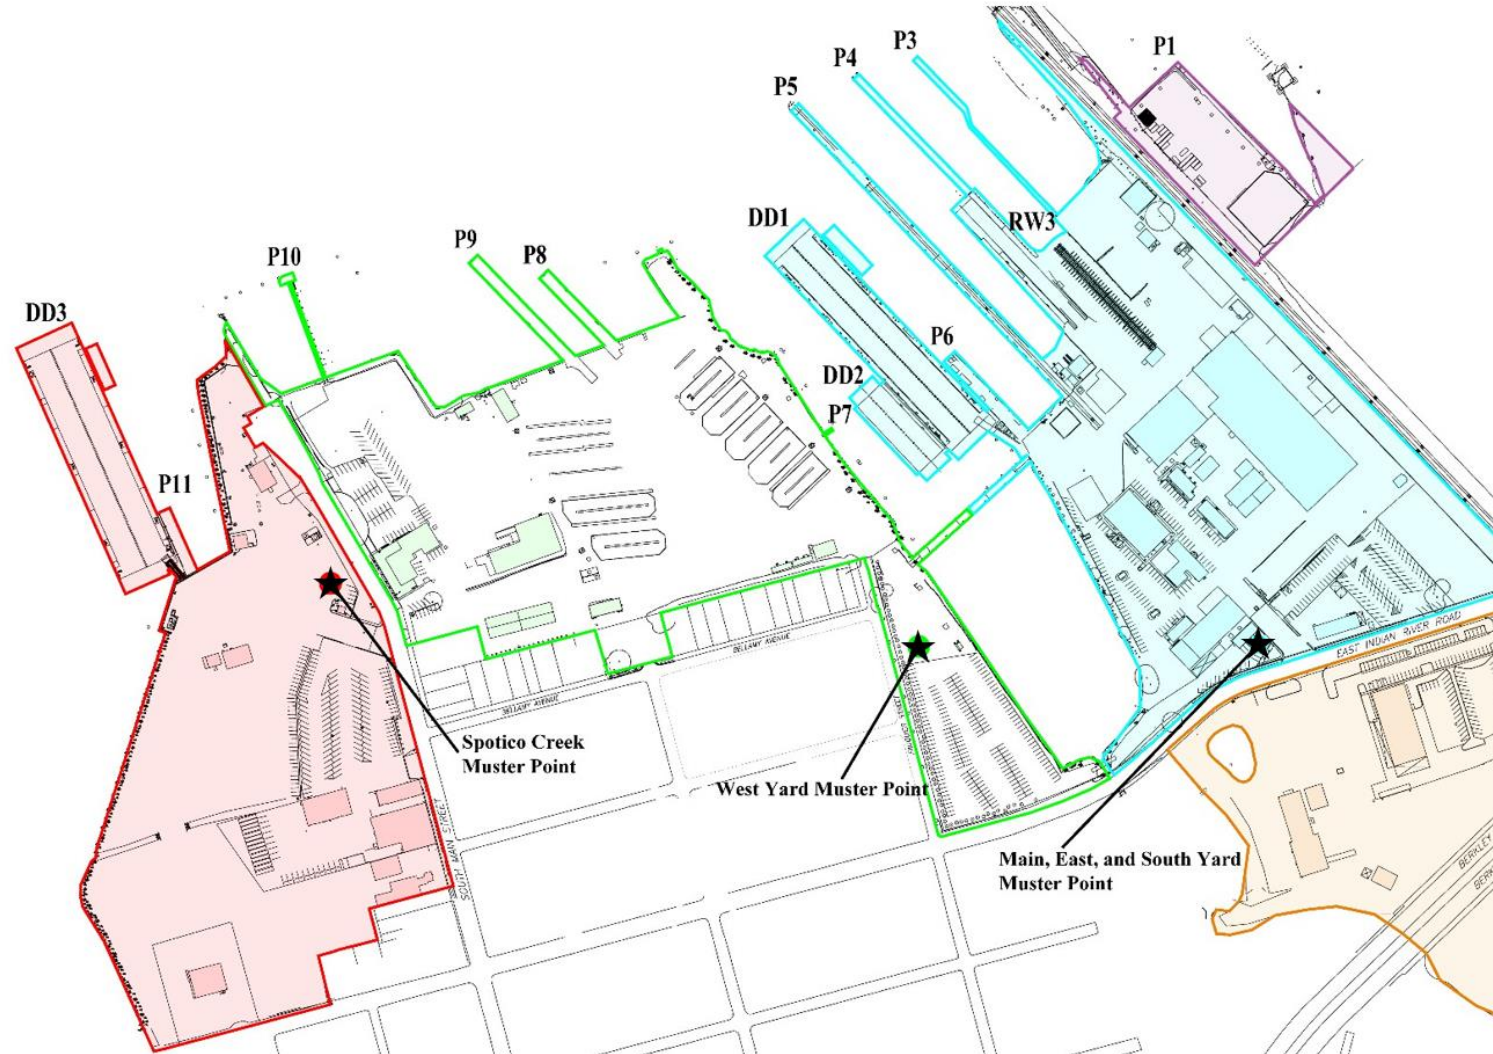 P1
P3
P4
P5
RW3
DD1
P9
P8
P10
DD3
P6
DD2
P7
P11
EAST INDIAN RIVER ROAD
BELLAMY AVENUE
BELLAMY AVENUE
Spotico Creek
Muster Point
West Yard Muster Point
SOUTH MAIN STREET
Main, East, and South Yard
Muster Point
BERKLEY